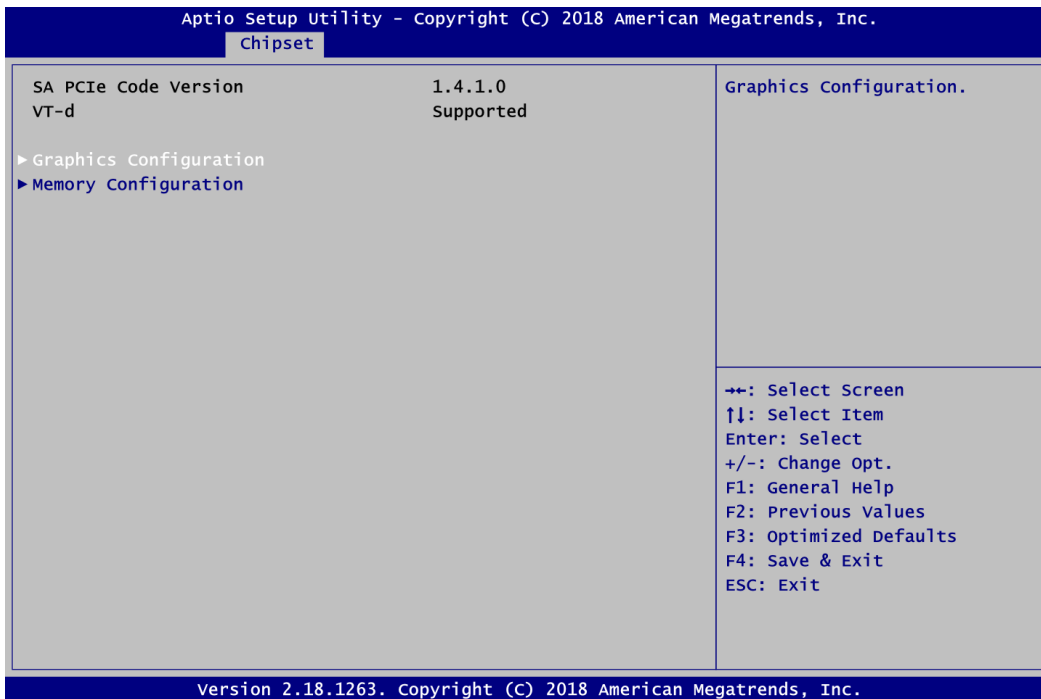 Aptio Setup Utility - Copyright (C) 2018 American Megatrends, Inc.
Chipset
SA PCIe Code Version 1.4.1.0
VT-d Supported
►Graphics Configuration
►Memory Configuration
Graphics Configuration.
→←: Select Screen
↑↓: Select Item
Enter: Select
+/-: Change Opt.
F1: General Help
F2: Previous Values
F3: Optimized Defaults
F4: Save & Exit
ESC: Exit
Version 2.18.1263. Copyright (C) 2018 American Megatrends, Inc.